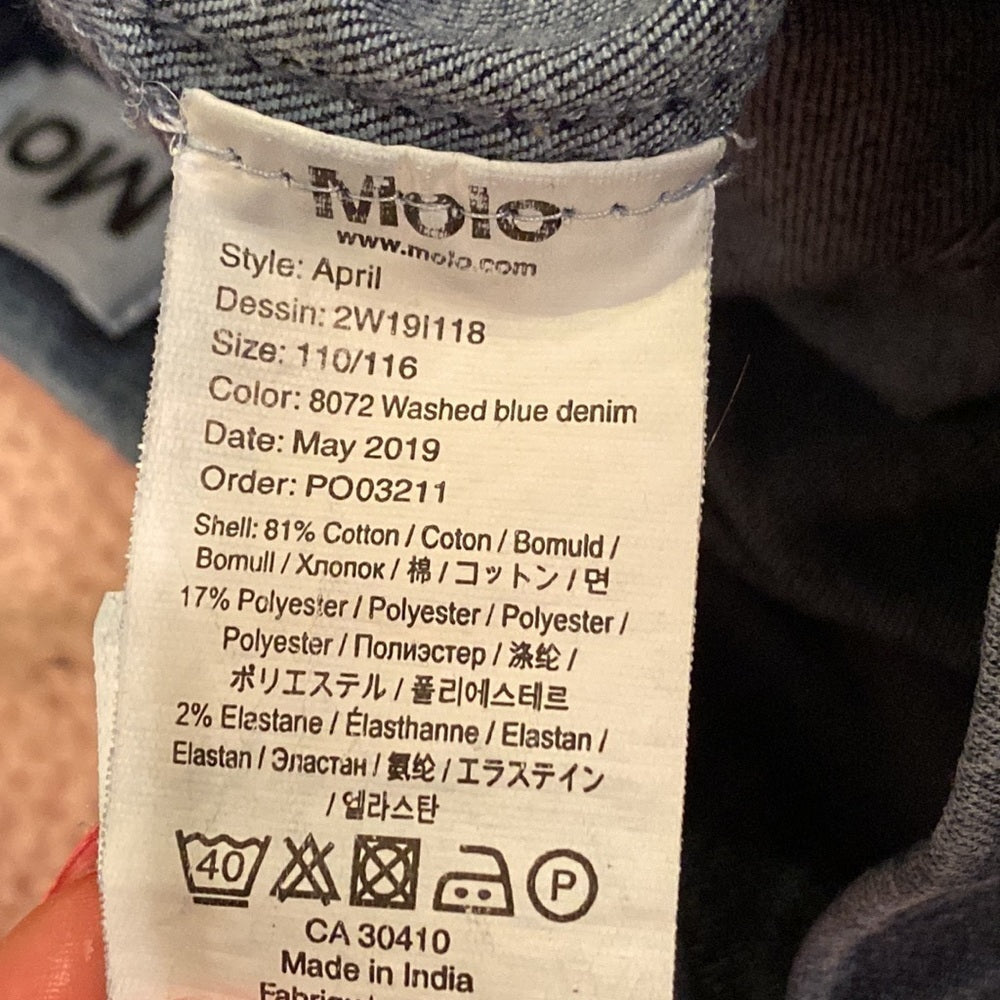 Mo
Molo
www.molo.com
Style: April
Dessin: 2W19I118
Size: 110/116
Color: 8072 Washed blue denim
Date: May 2019
Order: PO03211
Shell: 81% Cotton / Coton / Bomuld /
Bomull / Хлопок / 棉 / コットン / 면
17% Polyester / Polyester / Polyester /
Polyester / Полиэстер / 涤纶 /
ポリエステル / 폴리에스테르
2% Elastane / Élasthanne / Elastan /
Elastan / Эластан / 氨纶 / エラステイン
/ 엘라스탄
40 P
CA 30410
Made in India